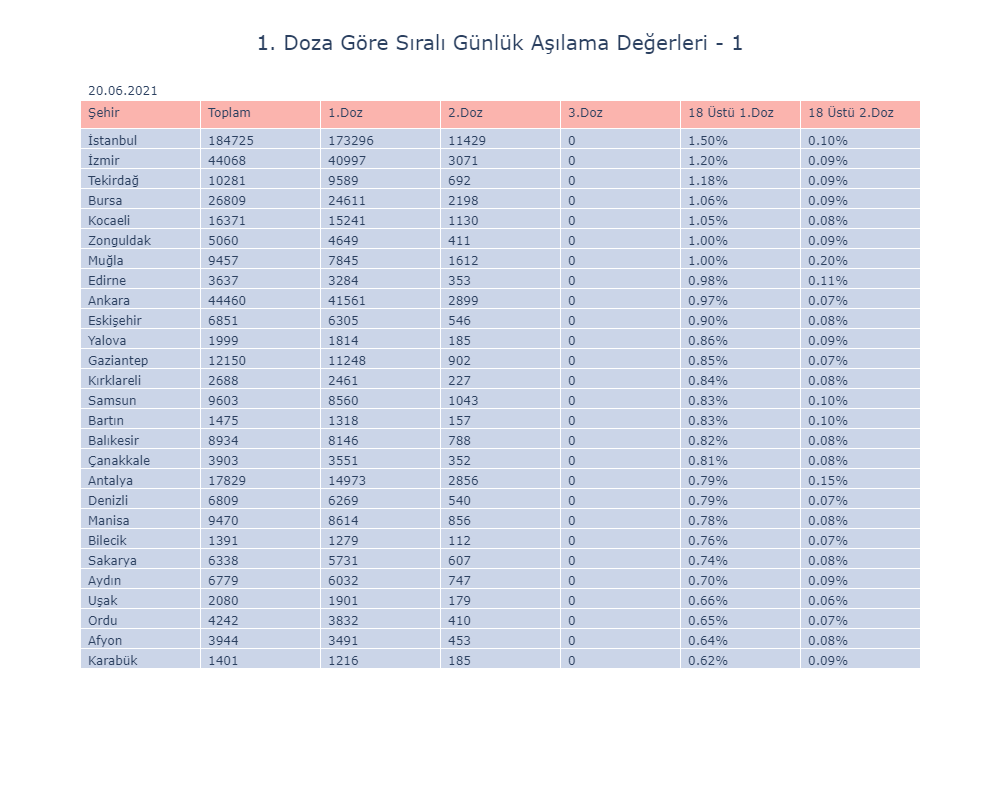 1. Doza Göre Sıralı Günlük Aşılama Değerleri - 1
20.06.2021
Şehir Toplam 1.Doz 2.Doz 3.Doz 18 Üstü 1.Doz 18 Üstü 2.Doz
İstanbul 184725 173296 11429 0 1.50% 0.10%
İzmir 44068 40997 3071 0 1.20% 0.09%
Tekirdağ 10281 9589 692 0 1.18% 0.09%
Bursa 26809 24611 2198 0 1.06% 0.09%
Kocaeli 16371 15241 1130 0 1.05% 0.08%
Zonguldak 5060 4649 411 0 1.00% 0.09%
Muğla 9457 7845 1612 0 1.00% 0.20%
Edirne 3637 3284 353 0 0.98% 0.11%
Ankara 44460 41561 2899 0 0.97% 0.07%
Eskişehir 6851 6305 546 0 0.90% 0.08%
Yalova 1999 1814 185 0 0.86% 0.09%
Gaziantep 12150 11248 902 0 0.85% 0.07%
Kırklareli 2688 2461 227 0 0.84% 0.08%
Samsun 9603 8560 1043 0 0.83% 0.10%
Bartın 1475 1318 157 0 0.83% 0.10%
Balıkesir 8934 8146 788 0 0.82% 0.08%
Çanakkale 3903 3551 352 0 0.81% 0.08%
Antalya 17829 14973 2856 0 0.79% 0.15%
Denizli 6809 6269 540 0 0.79% 0.07%
Manisa 9470 8614 856 0 0.78% 0.08%
Bilecik 1391 1279 112 0 0.76% 0.07%
Sakarya 6338 5731 607 0 0.74% 0.08%
Aydın 6779 6032 747 0 0.70% 0.09%
Uşak 2080 1901 179 0 0.66% 0.06%
Ordu 4242 3832 410 0 0.65% 0.07%
Afyon 3944 3491 453 0 0.64% 0.08%
Karabük 1401 1216 185 0 0.62% 0.09%